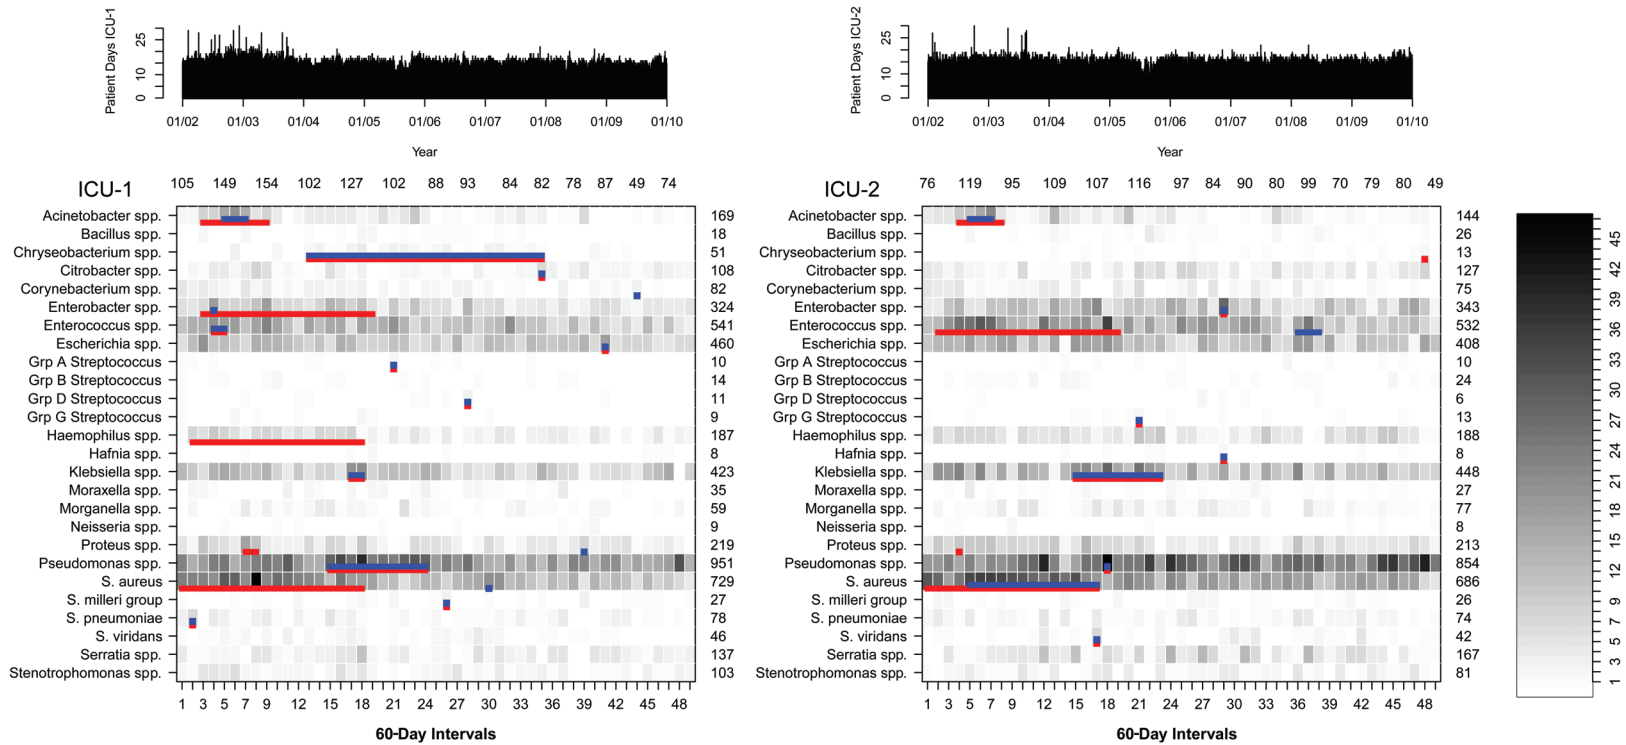 Patient Days ICU-1
0 10 25
01/02 01/03 01/04 01/05 01/06 01/07 01/08 01/09 01/10
Year
Patient Days ICU-2
0 10 25
01/02 01/03 01/04 01/05 01/06 01/07 01/08 01/09 01/10
Year
ICU-1
105 149 154 102 127 102 88 93 84 82 78 87 49 74
Acinetobacter spp. 169
Bacillus spp. 18
Chryseobacterium spp. 51
Citrobacter spp. 108
Corynebacterium spp. 82
Enterobacter spp. 324
Enterococcus spp. 541
Escherichia spp. 460
Grp A Streptococcus 10
Grp B Streptococcus 14
Grp D Streptococcus 11
Grp G Streptococcus 9
Haemophilus spp. 187
Hafnia spp. 8
Klebsiella spp. 423
Moraxella spp. 35
Morganella spp. 59
Neisseria spp. 9
Proteus spp. 219
Pseudomonas spp. 951
S. aureus 729
S. milleri group 27
S. pneumoniae 78
S. viridans 46
Serratia spp. 137
Stenotrophomonas spp. 103
1 3 5 7 9 12 15 18 21 24 27 30 33 36 39 42 45 48
60-Day Intervals
ICU-2
76 119 95 109 107 116 97 84 90 80 99 70 79 80 49
Acinetobacter spp. 144
Bacillus spp. 26
Chryseobacterium spp. 13
Citrobacter spp. 127
Corynebacterium spp. 75
Enterobacter spp. 343
Enterococcus spp. 532
Escherichia spp. 408
Grp A Streptococcus 10
Grp B Streptococcus 24
Grp D Streptococcus 6
Grp G Streptococcus 13
Haemophilus spp. 188
Hafnia spp. 8
Klebsiella spp. 448
Moraxella spp. 27
Morganella spp. 77
Neisseria spp. 8
Proteus spp. 213
Pseudomonas spp. 854
S. aureus 686
S. milleri group 26
S. pneumoniae 74
S. viridans 42
Serratia spp. 167
Stenotrophomonas spp. 81
1 3 5 7 9 12 15 18 21 24 27 30 33 36 39 42 45 48
60-Day Intervals
45
42
39
36
33
30
27
24
21
18
15
12
9
7
5
3
1